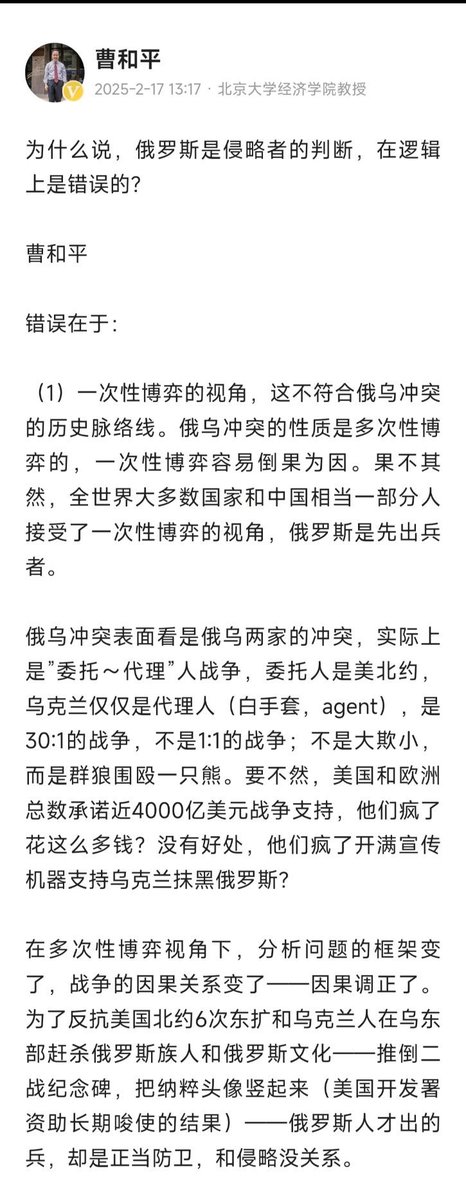 曹和平
2025-2-17 13:17 · 北京大学经济学院教授
为什么说，俄罗斯是侵略者的判断，在逻辑
上是错误的？
曹和平
错误在于：
（1）一次性博弈的视角，这不符合俄乌冲突
的历史脉络线。俄乌冲突的性质是多次性博
弈的，一次性博弈容易倒果为因。果不其
然，全世界大多数国家和中国相当一部分人
接受了一次性博弈的视角，俄罗斯是先出兵
者。
俄乌冲突表面看是俄乌两家的冲突，实际上
是”委托～代理”人战争，委托人是美北约，
乌克兰仅仅是代理人（白手套，agent），是
30:1的战争，不是1:1的战争；不是大欺小，
而是群狼围殴一只熊。要不然，美国和欧洲
总数承诺近4000亿美元战争支持，他们疯了
花这么多钱？没有好处，他们疯了开满宣传
机器支持乌克兰抹黑俄罗斯？
在多次性博弈视角下，分析问题的框架变
了，战争的因果关系变了——因果调正了。
为了反抗美国北约6次东扩和乌克兰人在乌东
部赶杀俄罗斯族人和俄罗斯文化——推倒二
战纪念碑，把纳粹头像竖起来（美国开发署
资助长期唆使的结果）——俄罗斯人才出的
兵，却是正当防卫，和侵略没关系。